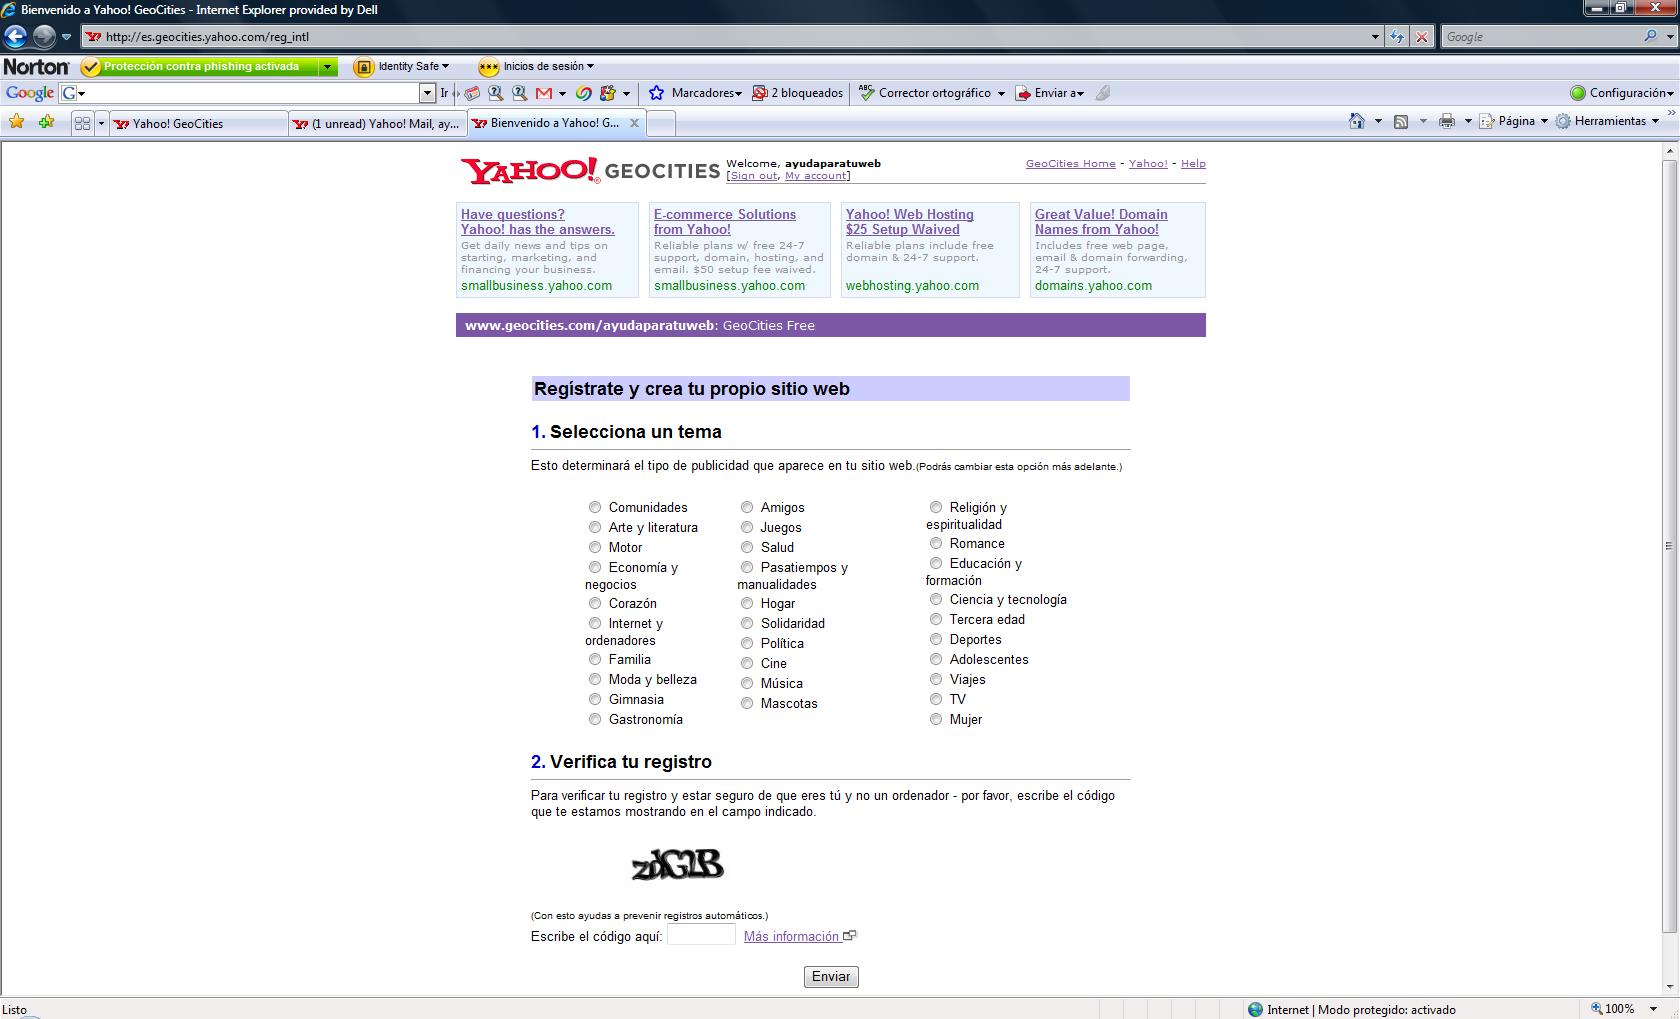 Bienvenido a Yahoo! GeoCities - Internet Explorer provided by Dell
http://es.geocities.yahoo.com/reg_intl
Google
Norton
Protección contra phishing activada
Identity Safe
Inicios de sesión
Google
G
Ir
Marcadores
2 bloqueados
ABC
Corrector ortográfico
Enviar a
Configuración
Yahoo! GeoCities
(1 unread) Yahoo! Mail, ay...
Bienvenido a Yahoo! G...
Página
Herramientas
YAHOO! GEOCITIES
Welcome, ayudaparatuweb
[Sign out, My account]
GeoCities Home - Yahoo! - Help
Have questions?
Yahoo! has the answers.
Get daily news and tips on
starting, marketing, and
financing your business.
smallbusiness.yahoo.com
E-commerce Solutions
from Yahoo!
Reliable plans w/ free 24-7
support, domain, hosting, and
email. $50 setup fee waived.
smallbusiness.yahoo.com
Yahoo! Web Hosting
$25 Setup Waived
Reliable plans include free
domain & 24-7 support.
webhosting.yahoo.com
Great Value! Domain
Names from Yahoo!
Includes free web page,
email & domain forwarding,
24-7 support.
domains.yahoo.com
www.geocities.com/ayudaparatuweb: GeoCities Free
Regístrate y crea tu propio sitio web
1. Selecciona un tema
Esto determinará el tipo de publicidad que aparece en tu sitio web.(Podrás cambiar esta opción más adelante.)
Comunidades
Arte y literatura
Motor
Economía y
negocios
Corazón
Internet y
ordenadores
Familia
Moda y belleza
Gimnasia
Gastronomía
Amigos
Juegos
Salud
Pasatiempos y
manualidades
Hogar
Solidaridad
Política
Cine
Música
Mascotas
Religión y
espiritualidad
Romance
Educación y
formación
Ciencia y tecnología
Tercera edad
Deportes
Adolescentes
Viajes
TV
Mujer
2. Verifica tu registro
Para verificar tu registro y estar seguro de que eres tú y no un ordenador - por favor, escribe el código
que te estamos mostrando en el campo indicado.
(Con esto ayudas a prevenir registros automáticos.)
Escribe el código aquí:
Más información
Enviar
Listo
Internet | Modo protegido: activado
100%